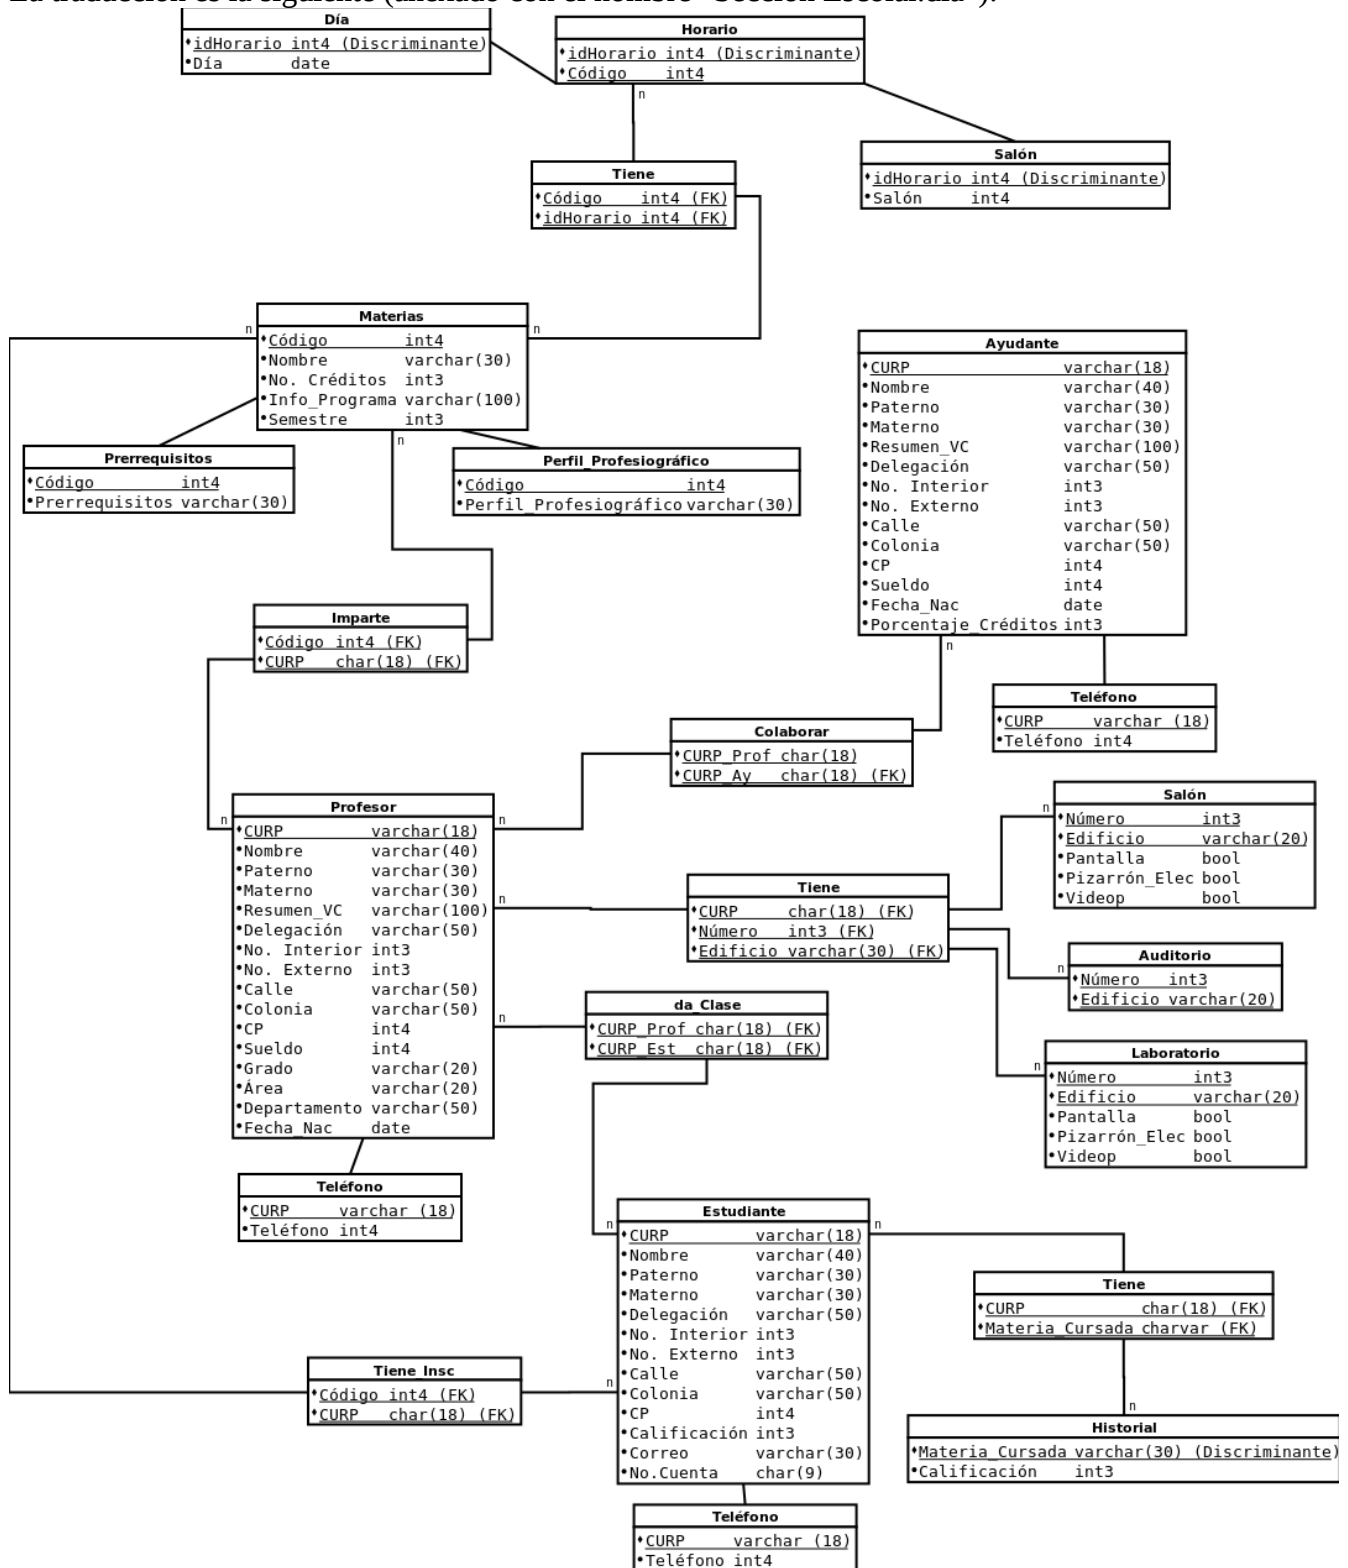 La traducción es la siguiente (anexado con el nombre "Sección Escolar.dia"):
Día
idHorario int4 (Discriminante)
Día date
Horario
idHorario int4 (Discriminante)
Código int4
n
Salón
idHorario int4 (Discriminante)
Salón int4
Tiene
Código int4 (FK)
idHorario int4 (FK)
n
n
Materias
Código int4
Nombre varchar(30)
No. Créditos int3
Info_Programa varchar(100)
Semestre int3
n
Prerrequisitos
Código int4
Prerrequisitos varchar(30)
Perfil_Profesiográfico
Código int4
Perfil_Profesiográfico varchar(30)
Ayudante
CURP varchar(18)
Nombre varchar(40)
Paterno varchar(30)
Materno varchar(30)
Resumen_VC varchar(100)
Delegación varchar(50)
No. Interior int3
No. Externo int3
Calle varchar(50)
Colonia varchar(50)
CP int4
Sueldo int4
Fecha_Nac date
Porcentaje_Créditos int3
n
Imparte
Código int4 (FK)
CURP char(18) (FK)
Teléfono
CURP varchar (18)
Teléfono int4
Colaborar
CURP_Prof char(18)
CURP_Ay char(18) (FK)
n
n
Profesor
CURP varchar(18)
Nombre varchar(40)
Paterno varchar(30)
Materno varchar(30)
Resumen_VC varchar(100)
Delegación varchar(50)
No. Interior int3
No. Externo int3
Calle varchar(50)
Colonia varchar(50)
CP int4
Sueldo int4
Grado varchar(20)
Área varchar(20)
Departamento varchar(50)
Fecha_Nac date
n
n
Tiene
CURP char(18) (FK)
Número int3 (FK)
Edificio varchar(30) (FK)
n
Salón
Número int3
Edificio varchar(20)
Pantalla bool
Pizarrón_Elec bool
Videop bool
n
Auditorio
Número int3
Edificio varchar(20)
n
Laboratorio
Número int3
Edificio varchar(20)
Pantalla bool
Pizarrón_Elec bool
Videop bool
da_Clase
CURP_Prof char(18) (FK)
CURP_Est char(18) (FK)
Teléfono
CURP varchar (18)
Teléfono int4
n
n
Estudiante
CURP varchar(18)
Nombre varchar(40)
Paterno varchar(30)
Materno varchar(30)
Delegación varchar(50)
No. Interior int3
No. Externo int3
Calle varchar(50)
Colonia varchar(50)
CP int4
Calificación int3
Correo varchar(30)
No.Cuenta char(9)
n
Tiene
CURP char(18) (FK)
Materia_Cursada charvar (FK)
n
Tiene_Insc
Código int4 (FK)
CURP char(18) (FK)
Historial
Materia_Cursada varchar(30) (Discriminante)
Calificación int3
Teléfono
CURP varchar (18)
Teléfono int4